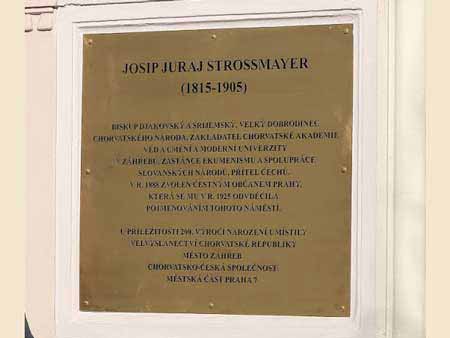 JOSIP JURAJ STROSSMAYER
(1815-1905)
BISKUP DJAKOVSKÝ A SRIJEMSKÝ, VELKÝ DOBRODINEC
CHORVATSKÉHO NÁRODA, ZAKLADATEL CHORVATSKÉ AKADEMIE
VĚD A UMĚNÍ A MODERNÍ UNIVERZITY
V ZÁHŘEBU, ZASTÁNCE EKUMENISMU A SPOLUPRÁCE
SLOVANSKÝCH NÁRODŮ, PŘÍTEL ČECHŮ.
V R. 1888 ZVOLEN ČESTNÝM OBČANEM PRAHY,
KTERÁ SE MU V R. 1925 ODVDĚČILA
POJMENOVÁNÍM TOHOTO NÁMĚSTÍ.
U PŘÍLEŽITOSTI 200. VÝROČÍ NAROZENÍ UMÍSTILY
VELVYSLANECTVÍ CHORVATSKÉ REPUBLIKY
MĚSTO ZÁHŘEB
CHORVATSKO-ČESKÁ SPOLEČNOST
MĚSTSKÁ ČÁST PRAHA 7